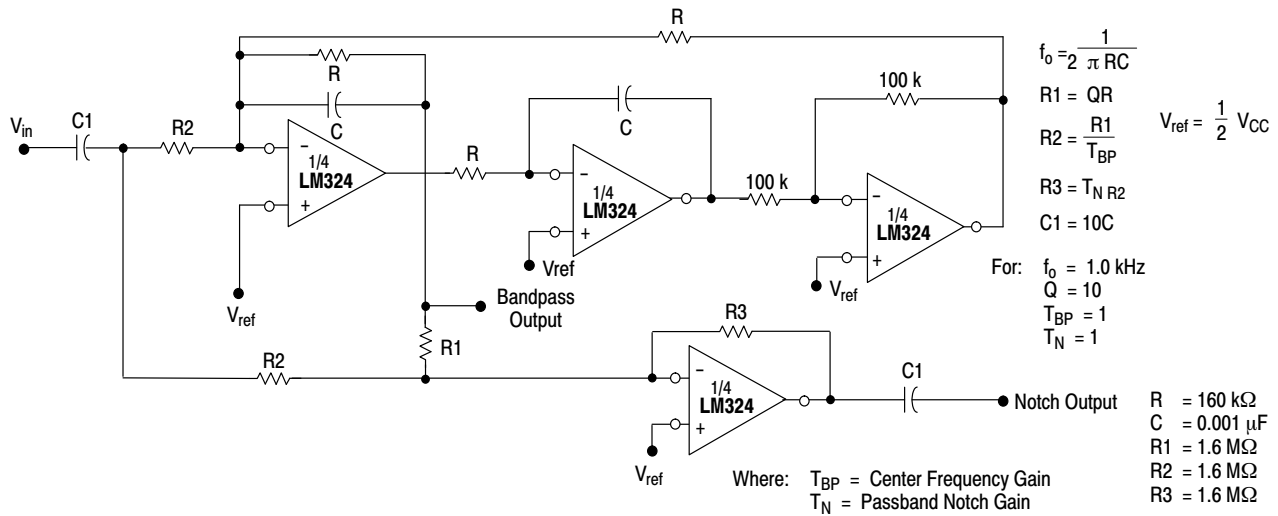 R
R
C
C1
V_in
R2
1/4
LM324
−
+
V_ref
R
C
1/4
LM324
−
+
Vref
100 k
100 k
1/4
LM324
−
+
V_ref
Bandpass
Output
R1
R2
R3
1/4
LM324
−
+
V_ref
C1
Notch Output
f_o = 2 1/π RC
R1 = QR
R2 = R1/T_BP
R3 = T_N R2
C1 = 10C
V_ref = 1/2 V_CC
For: f_o = 1.0 kHz
Q = 10
T_BP = 1
T_N = 1
R = 160 kΩ
C = 0.001 μF
R1 = 1.6 MΩ
R2 = 1.6 MΩ
R3 = 1.6 MΩ
Where: T_BP = Center Frequency Gain
T_N = Passband Notch Gain